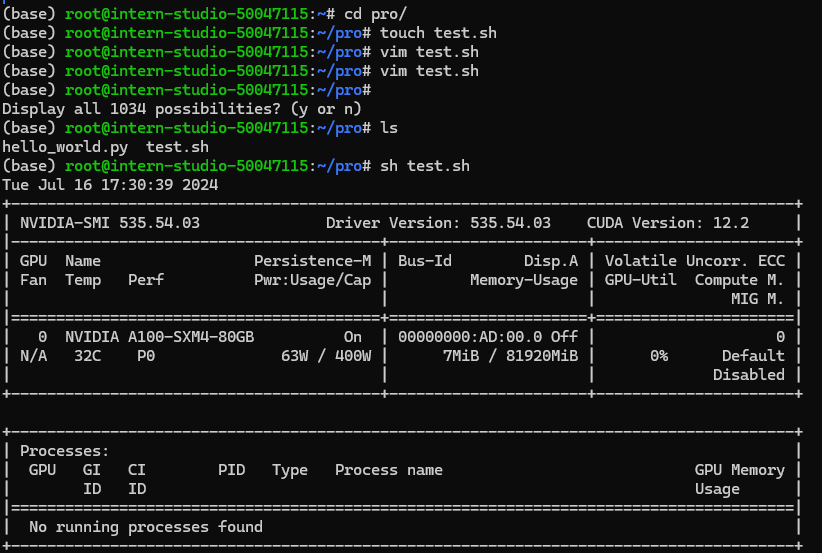 (base) root@intern-studio-50047115:~# cd pro/
(base) root@intern-studio-50047115:~/pro# touch test.sh
(base) root@intern-studio-50047115:~/pro# vim test.sh
(base) root@intern-studio-50047115:~/pro# vim test.sh
(base) root@intern-studio-50047115:~/pro#
Display all 1034 possibilities? (y or n)
(base) root@intern-studio-50047115:~/pro# ls
hello_world.py  test.sh
(base) root@intern-studio-50047115:~/pro# sh test.sh
Tue Jul 16 17:30:39 2024
NVIDIA-SMI 535.54.03 Driver Version: 535.54.03 CUDA Version: 12.2
GPU Name Persistence-M | Bus-Id Disp.A | Volatile Uncorr. ECC
Fan Temp Perf Pwr:Usage/Cap | Memory-Usage | GPU-Util Compute M.
MIG M.
0 NVIDIA A100-SXM4-80GB On | 00000000:AD:00.0 Off | 0
N/A 32C P0 63W / 400W | 7MiB / 81920MiB | 0% Default
Disabled
Processes:
GPU GI CI PID Type Process name GPU Memory
ID ID Usage
No running processes found